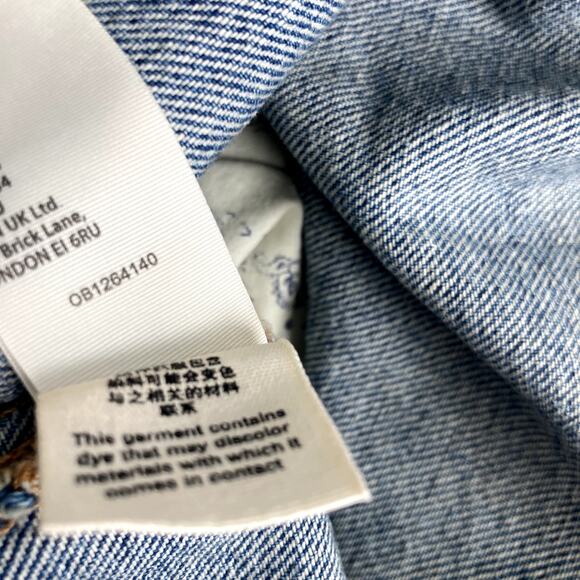 4
UK Ltd.
Brick Lane,
NDON E1 6RU
OB1264140
染料可能会变色
与之相关的材料
联系
This garment contains
dye that may discolor
materials with which it
comes in contact